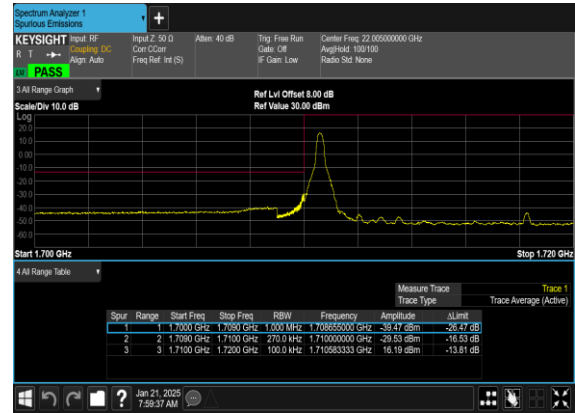 Spectrum Analyzer 1
Spurious Emissions
+
KEYSIGHT Input: RF Input Z: 50 Ω Atten: 40 dB Trig: Free Run Center Freq: 22.005000000 GHz
R T Coupling: DC Corr CCorr Gate: Off Avg|Hold: 100/100
Align: Auto Freq Ref: Int (S) IF Gain: Low Radio Std: None
LXI PASS
3 All Range Graph Ref Lvl Offset 8.00 dB
Scale/Div 10.0 dB Ref Value 30.00 dBm
Log
20.0
10.0
0.00
-10.0
-20.0
-30.0
-40.0
-50.0
-60.0
Start 1.700 GHz Stop 1.720 GHz
4 All Range Table
Measure Trace Trace 1
Trace Type Trace Average (Active)
Spur Range Start Freq Stop Freq RBW Frequency Amplitude ΔLimit
1 1 1.7000 GHz 1.7090 GHz 1.000 MHz 1.708655000 GHz -39.47 dBm -26.47 dB
2 2 1.7090 GHz 1.7100 GHz 270.0 kHz 1.710000000 GHz -29.53 dBm -16.53 dB
3 3 1.7100 GHz 1.7200 GHz 100.0 kHz 1.710583333 GHz 16.19 dBm -13.81 dB
? Jan 21, 2025
7:59:37 AM